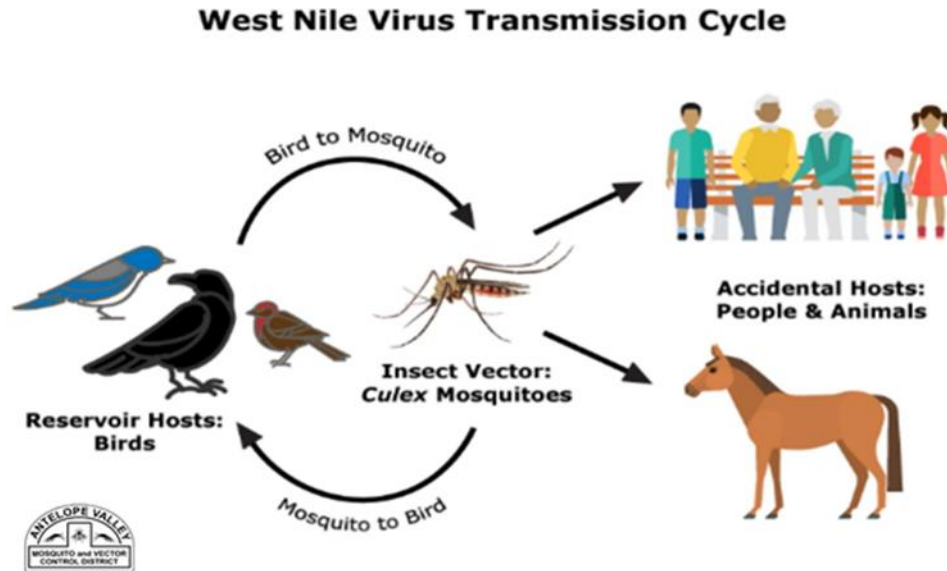 West Nile Virus Transmission Cycle
Bird to Mosquito
Accidental Hosts:
People & Animals
Insect Vector:
Culex Mosquitoes
Reservoir Hosts:
Birds
Mosquito to Bird
ANTELOPE VALLEY
MOSQUITO and VECTOR
CONTROL DISTRICT